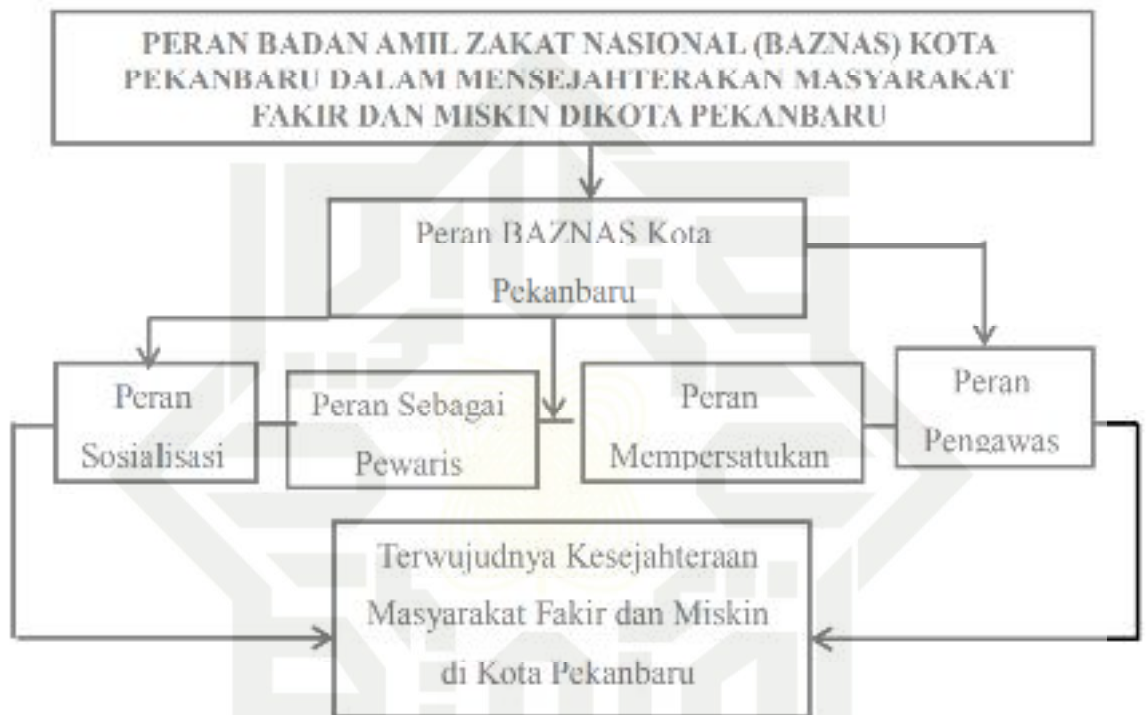 PERAN BADAN AMIL ZAKAT NASIONAL (BAZNAS) KOTA
PEKANBARU DALAM MENSEJAHTERAKAN MASYARAKAT
FAKIR DAN MISKIN DIKOTA PEKANBARU
Peran BAZNAS Kota
Pekanbaru
Peran
Sosialisasi
Peran Sebagai
Pewaris
Peran
Mempersatukan
Peran
Pengawas
Terwujudnya Kesejahteraan
Masyarakat Fakir dan Miskin
di Kota Pekanbaru